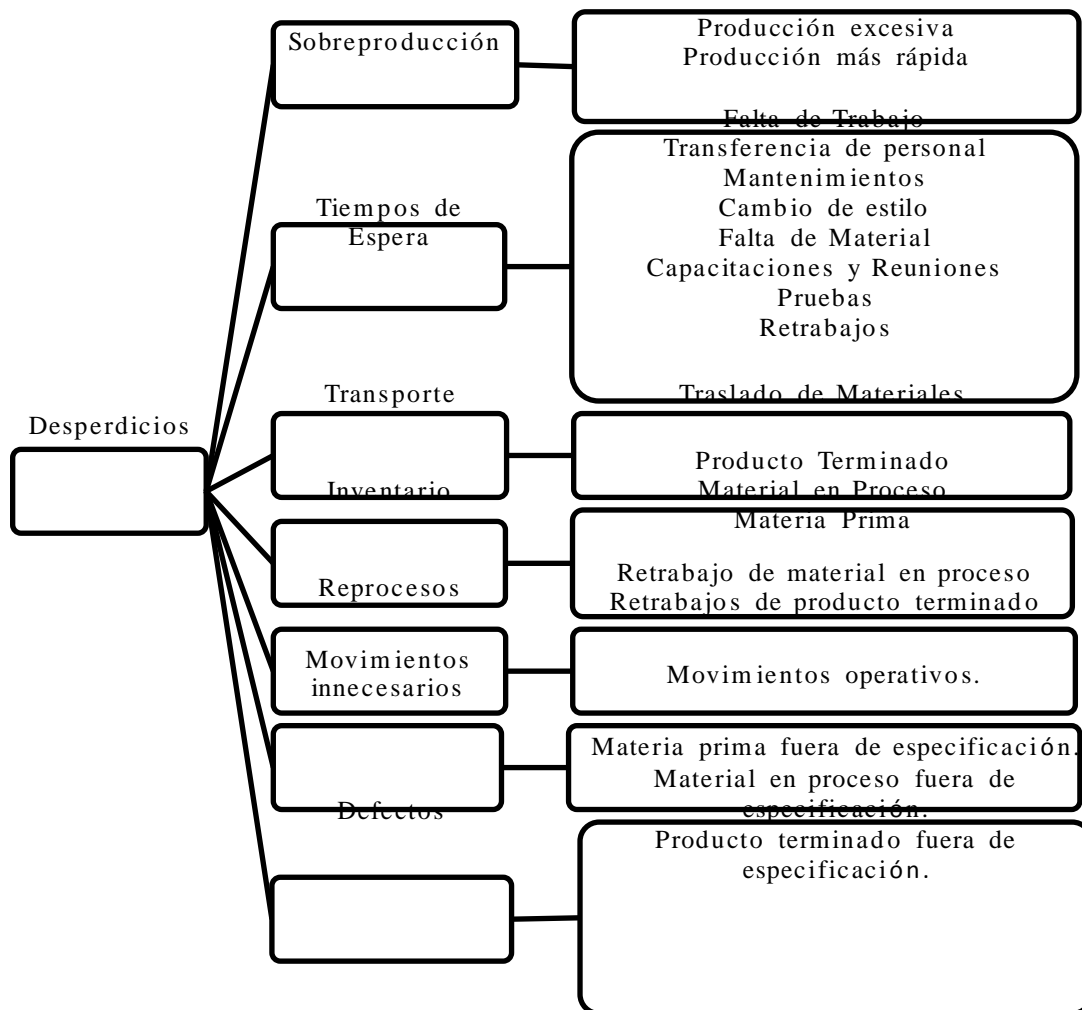 Desperdicios
Sobreproducción
Producción excesiva
Producción más rápida
Tiempos de
Espera
Falta de Trabajo
Transferencia de personal
Mantenimientos
Cambio de estilo
Falta de Material
Capacitaciones y Reuniones
Pruebas
Retrabajos
Transporte
Traslado de Materiales
Inventario
Producto Terminado
Material en Proceso
Materia Prima
Reprocesos
Retrabajo de material en proceso
Retrabajos de producto terminado
Movimientos
innecesarios
Movimientos operativos.
Defectos
Materia prima fuera de especificación.
Material en proceso fuera de
especificación.
Producto terminado fuera de
especificación.